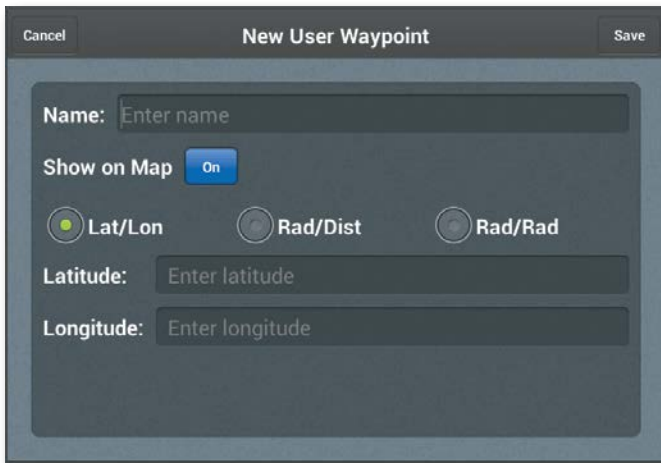 Cancel New User Waypoint Save
Name: Enter name
Show on Map On
Lat/Lon Rad/Dist Rad/Rad
Latitude: Enter latitude
Longitude: Enter longitude